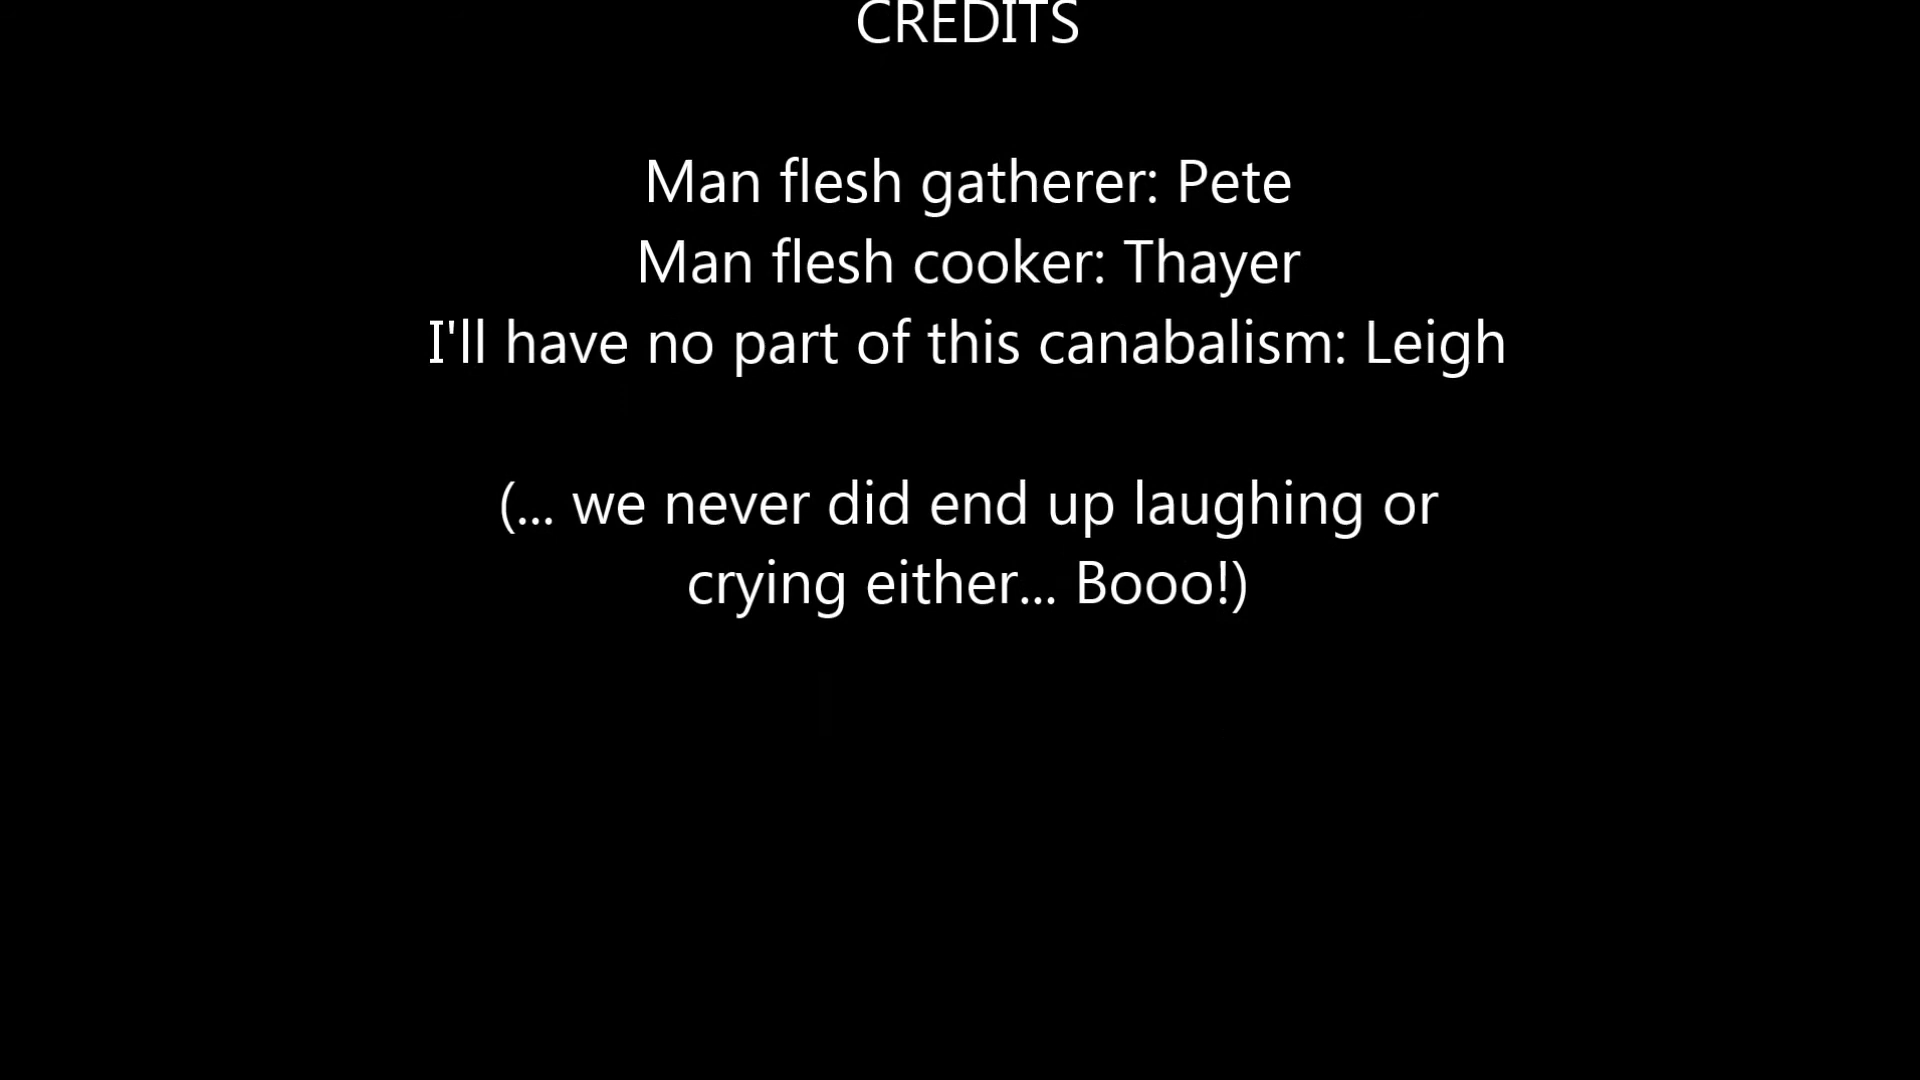 CREDITS
Man flesh gatherer: Pete
Man flesh cooker: Thayer
I'll have no part of this canabalism: Leigh
(... we never did end up laughing or
crying either... Booo!)